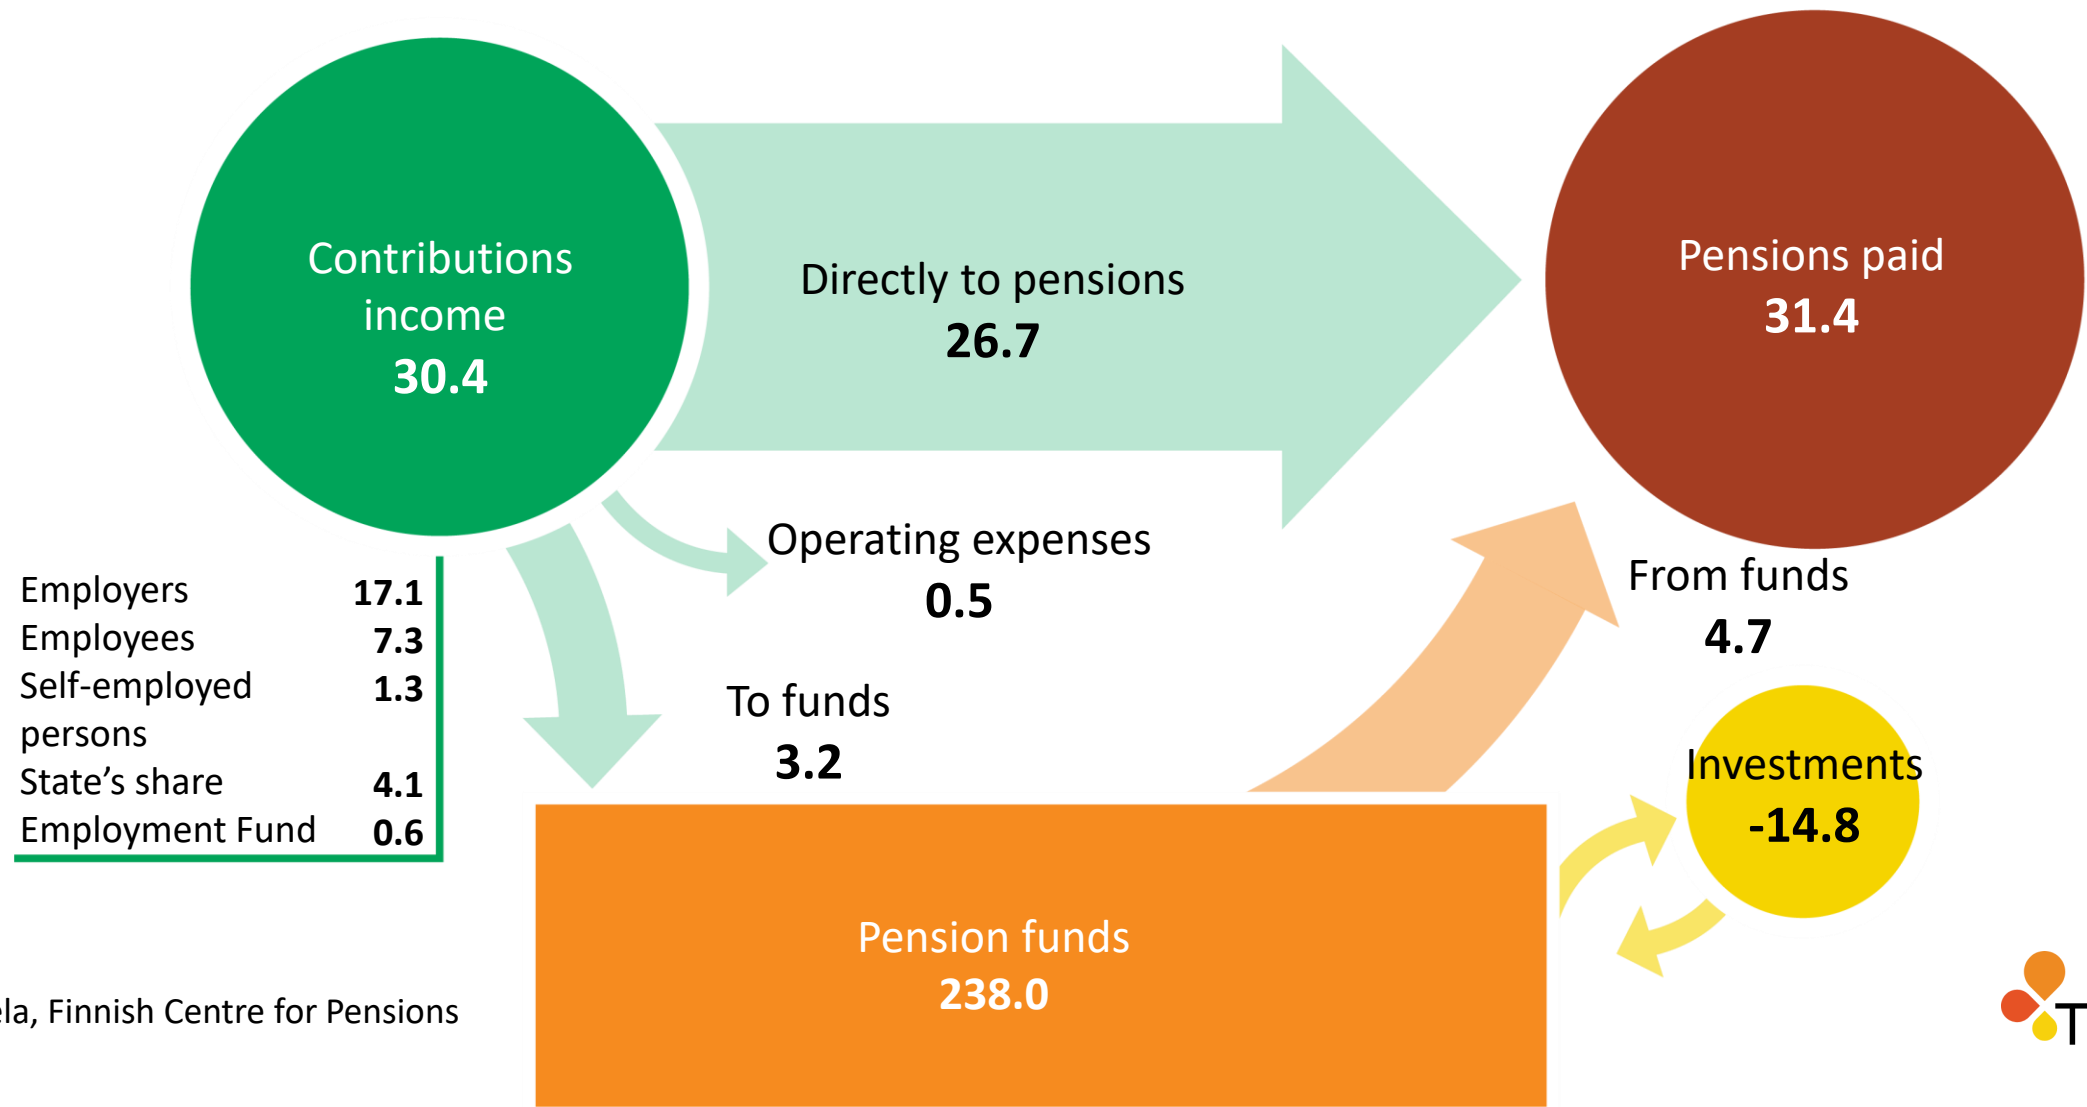 Contributions
income
30.4
Directly to pensions
26.7
Pensions paid
31.4
Operating expenses
0.5
From funds
4.7
Employers 17.1
Employees 7.3
Self-employed 1.3
persons
State’s share 4.1
Employment Fund 0.6
To funds
3.2
Investments
-14.8
Pension funds
238.0
Finnish Centre for Pensions
T